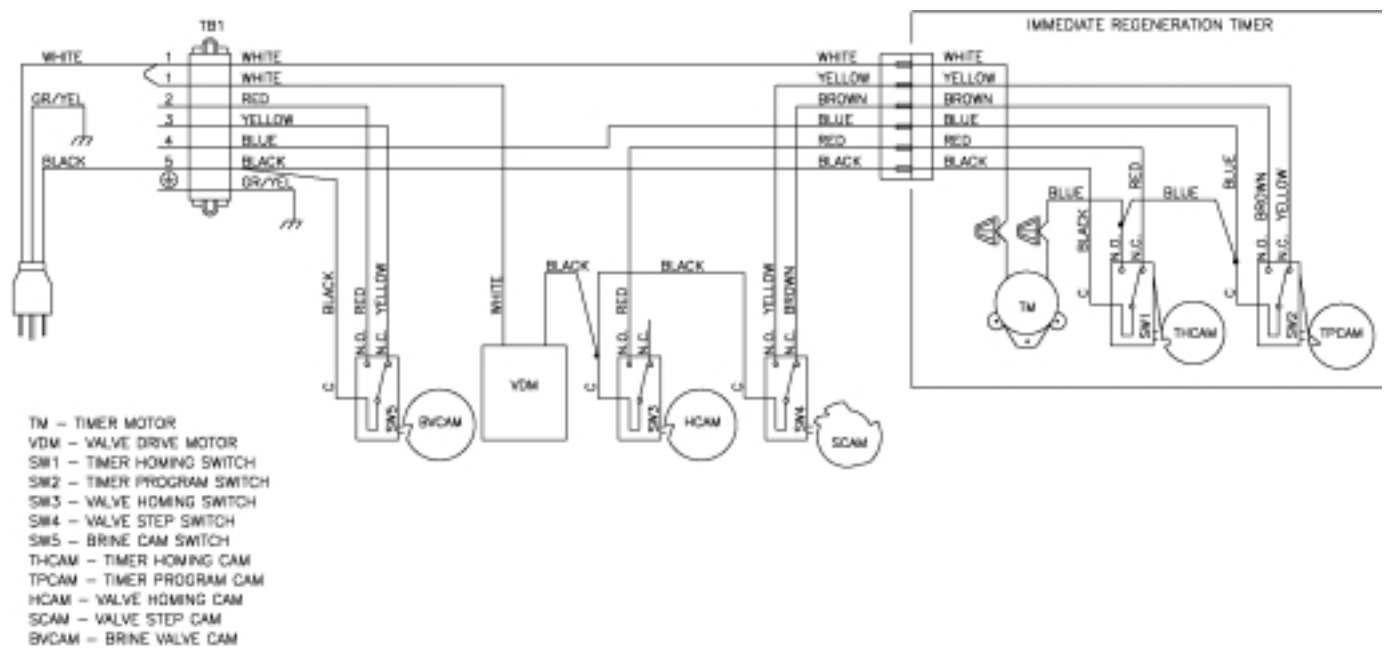 TB1
IMMEDIATE REGENERATION TIMER
WHITE 1 WHITE WHITE WHITE
1 WHITE YELLOW YELLOW
GR/YEL 2 RED BROWN BROWN
3 YELLOW BLUE BLUE
4 BLUE RED RED
BLACK 5 BLACK BLACK BLACK
GR/YEL
BLUE RED BLUE BLUE BROWN YELLOW
BLACK
N.O. N.C. N.O. N.C.
BLACK RED YELLOW WHITE BLACK RED BLACK YELLOW BROWN
C C
TM SW1 THCAM SW2 TPCAM
N.O. N.C. N.O. N.C. N.O. N.C.
C C C
SW5 BVCAM VDM SW3 HCAM SW4 SCAM
TM – TIMER MOTOR
VDM – VALVE DRIVE MOTOR
SW1 – TIMER HOMING SWITCH
SW2 – TIMER PROGRAM SWITCH
SW3 – VALVE HOMING SWITCH
SW4 – VALVE STEP SWITCH
SW5 – BRINE CAM SWITCH
THCAM – TIMER HOMING CAM
TPCAM – TIMER PROGRAM CAM
HCAM – VALVE HOMING CAM
SCAM – VALVE STEP CAM
BVCAM – BRINE VALVE CAM